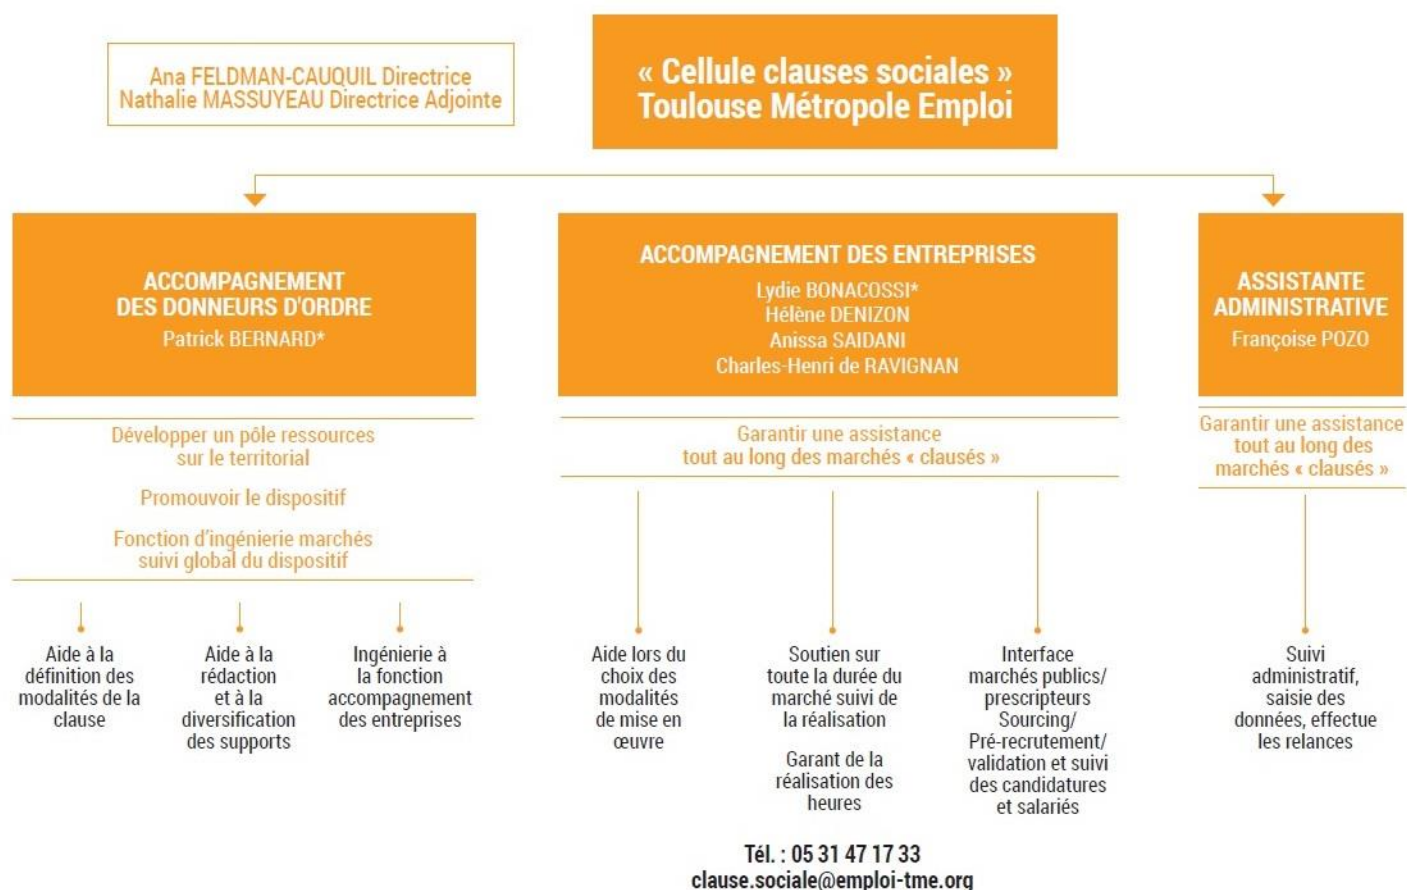 Ana FELDMAN-CAUQUIL Directrice
Nathalie MASSUYEAU Directrice Adjointe
« Cellule clauses sociales »
Toulouse Métropole Emploi
ACCOMPAGNEMENT
DES DONNEURS D'ORDRE
Patrick BERNARD*
Développer un pôle ressources
sur le territorial
Promouvoir le dispositif
Fonction d'ingénierie marchés
suivi global du dispositif
Aide à la
définition des
modalités de la
clause
Aide à la
rédaction
et à la
diversification
des supports
Ingénierie à
la fonction
accompagnement
des entreprises
ACCOMPAGNEMENT DES ENTREPRISES
Lydie BONACOSSI*
Hélène DENIZON
Anissa SAIDANI
Charles-Henri de RAVIGNAN
Garantir une assistance
tout au long des marchés « clausés »
Aide lors du
choix des
modalités
de mise en
œuvre
Soutien sur
toute la durée du
marché suivi de
la réalisation
Garant de la
réalisation des
heures
Interface
marchés publics/
prescripteurs
Sourcing/
Pré-recrutement/
validation et suivi
des candidatures
et salariés
ASSISTANTE
ADMINISTRATIVE
Françoise POZO
Garantir une assistance
tout au long des
marchés « clausés »
Suivi
administratif,
saisie des
données, effectue
les relances
Tél. : 05 31 47 17 33
clause.sociale@emploi-tme.org